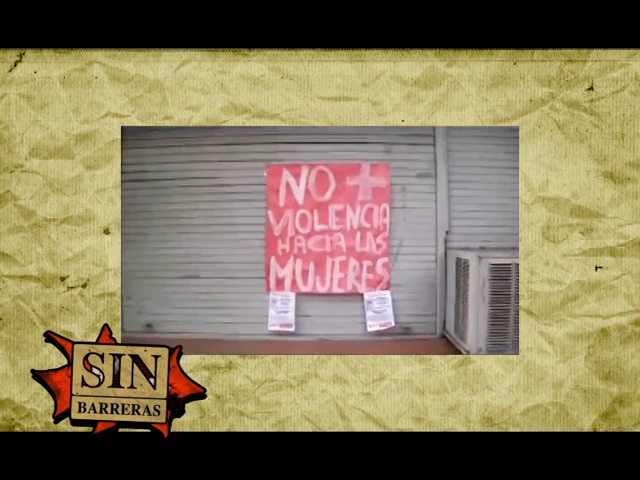 NO +
VIOLENCIA
HACIA LAS
MUJERES
SIN
BARRERAS